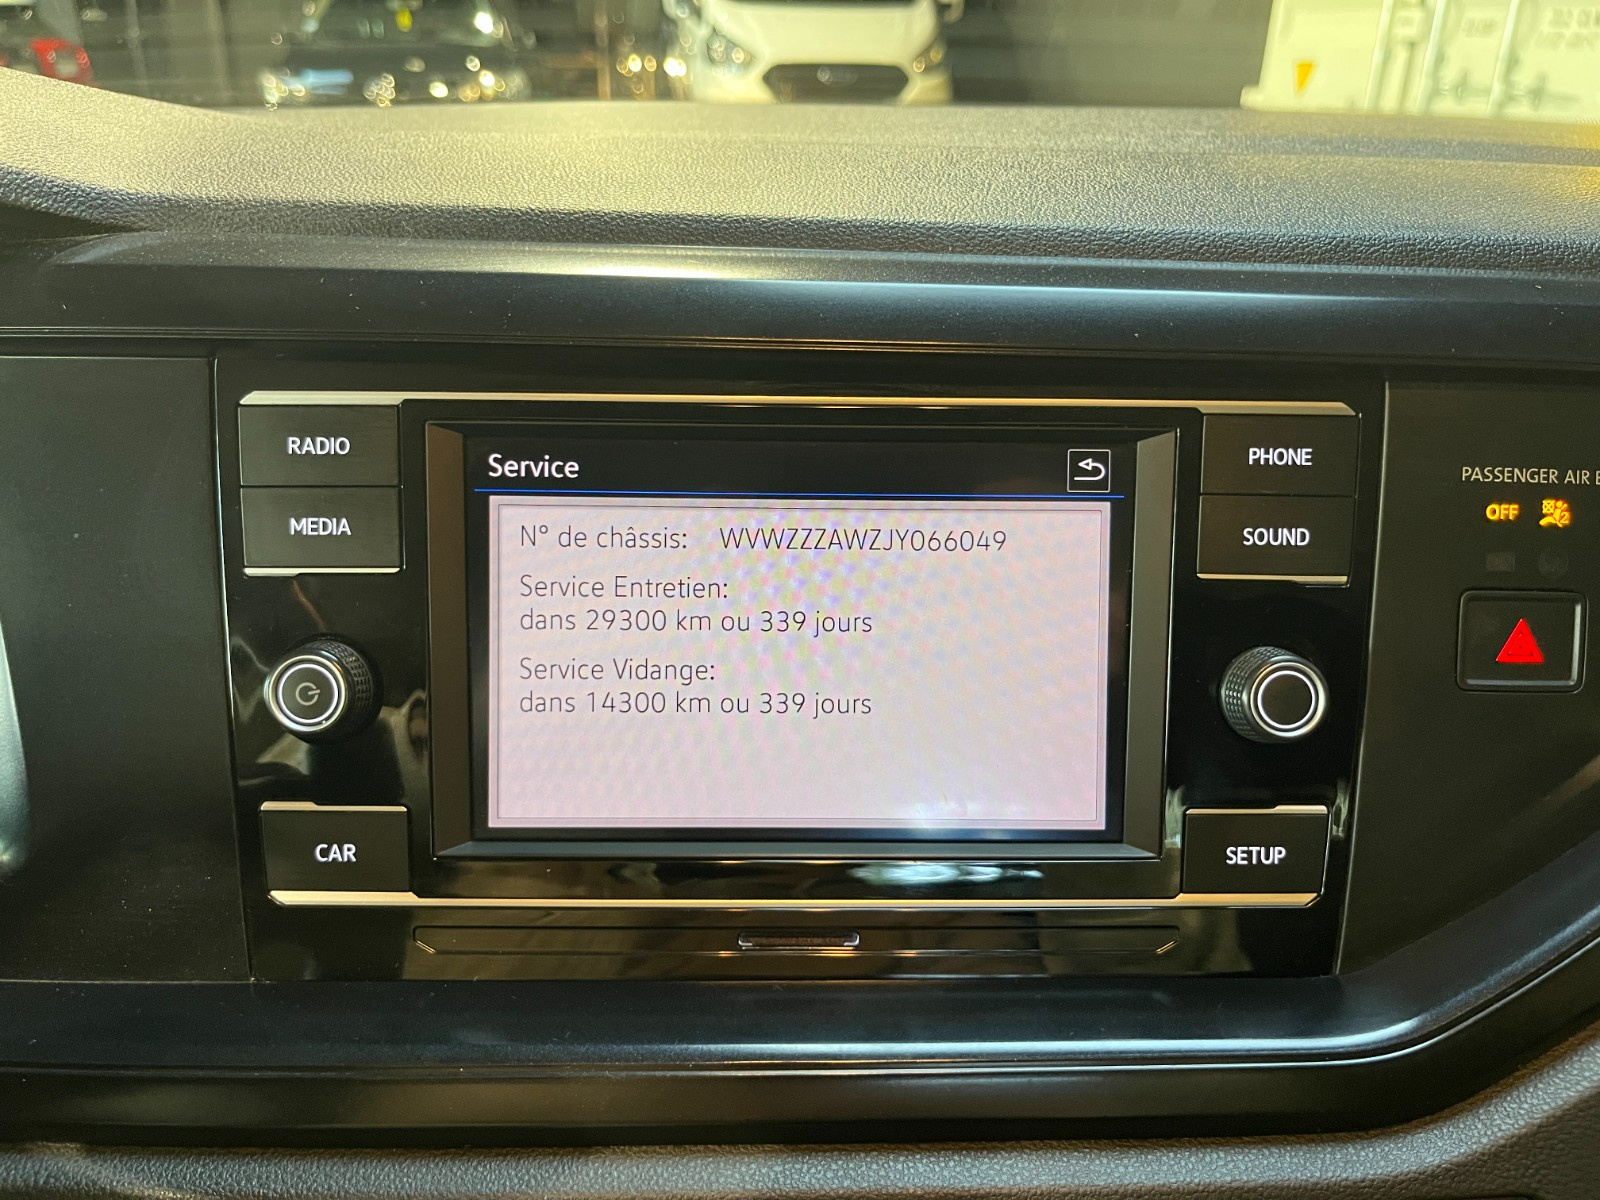 RADIO
MEDIA
CAR
Service
N° de châssis: WVWZZZAWZJY066049
Service Entretien:
dans 29300 km ou 339 jours
Service Vidange:
dans 14300 km ou 339 jours
PHONE
SOUND
SETUP
PASSENGER AIR
OFF